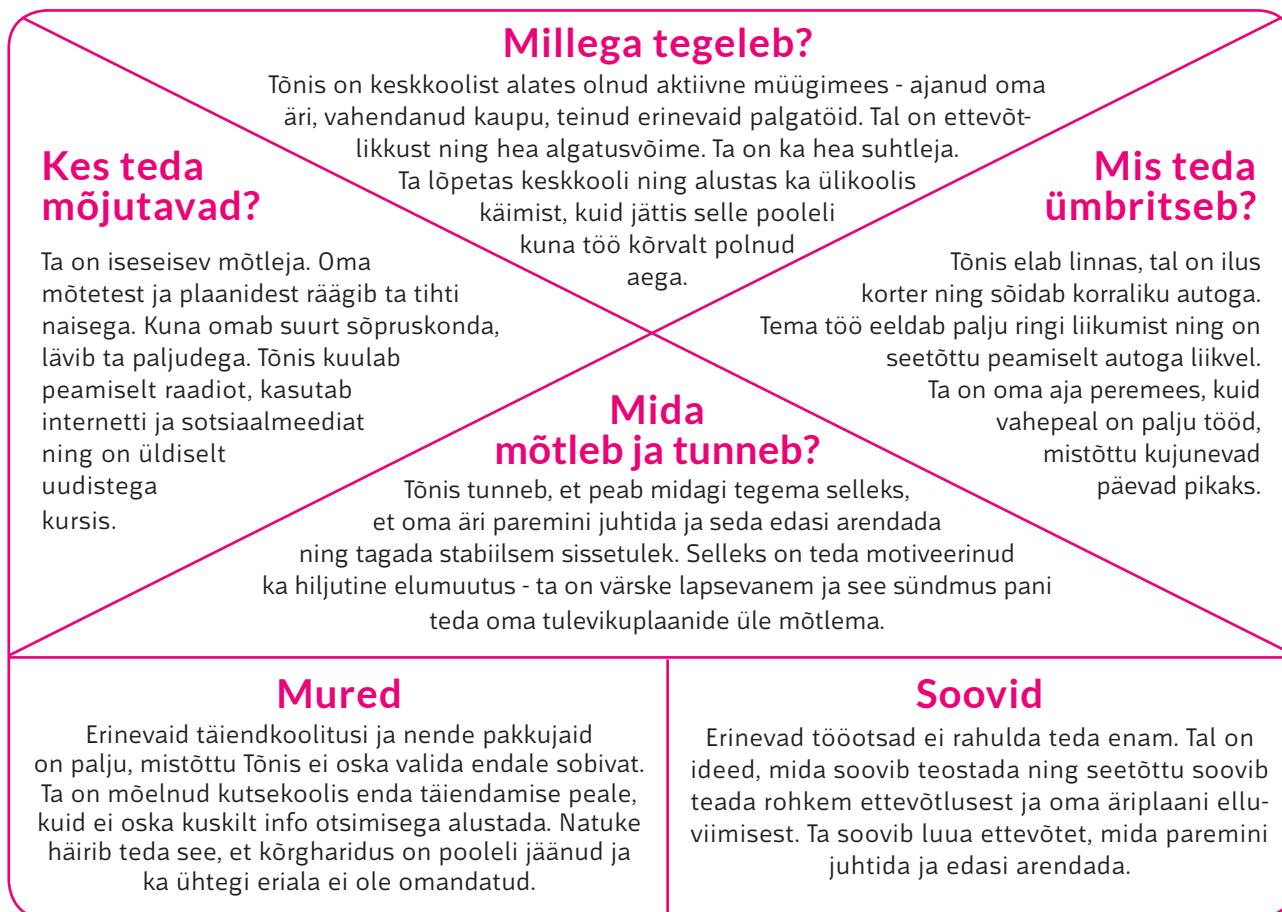 Millega tegeleb?
Tõnis on keskkoolist alates olnud aktiivne müügimees - ajanud oma
äri, vahendanud kaupu, teinud erinevaid palgatöid. Tal on ettevõt-
likkust ning hea algatusvõime. Ta on ka hea suhtleja.
Ta lõpetas keskkooli ning alustas ka ülikoolis
käimist, kuid jättis selle pooleli
kuna töö kõrvalt polnud
aega.
Kes teda
mõjutavad?
Ta on iseseisev mõtleja. Oma
mõtetest ja plaanidest räägib ta tihti
naisega. Kuna omab suurt sõpruskonda,
lävib ta paljudega. Tõnis kuulab
peamiselt raadiot, kasutab
internetti ja sotsiaalmeediat
ning on üldiselt
uudistega
kursis.
Mis teda
ümbritseb?
Tõnis elab linnas, tal on ilus
korter ning sõidab korraliku autoga.
Tema töö eeldab palju ringi liikumist ning on
seetõttu peamiselt autoga liikvel.
Ta on oma aja peremees, kuid
vahepeal on palju tööd,
mistõttu kujunevad
päevad pikaks.
Mida
mõtleb ja tunneb?
Tõnis tunneb, et peab midagi tegema selleks,
et oma äri paremini juhtida ja seda edasi arendada
ning tagada stabiilsem sissetulek. Selleks on teda motiveerinud
ka hiljutine elumuutus - ta on värske lapsevanem ja see sündmus pani
teda oma tulevikuplaanide üle mõtlema.
Mured
Erinevaid täiendkoolitusi ja nende pakkujaid
on palju, mistõttu Tõnis ei oska valida endale sobivat.
Ta on mõelnud kutsekoolis enda täiendamise peale,
kuid ei oska kuskilt info otsimisega alustada. Natuke
häirib teda see, et kõrgharidus on pooleli jäänud ja
ka ühtegi eriala ei ole omandatud.
Soovid
Erinevad tööotsad ei rahulda teda enam. Tal on
ideed, mida soovib teostada ning seetõttu soovib
teada rohkem ettevõtlusest ja oma äriplaani ellu-
viimisest. Ta soovib luua ettevõtet, mida paremini
juhtida ja edasi arendada.